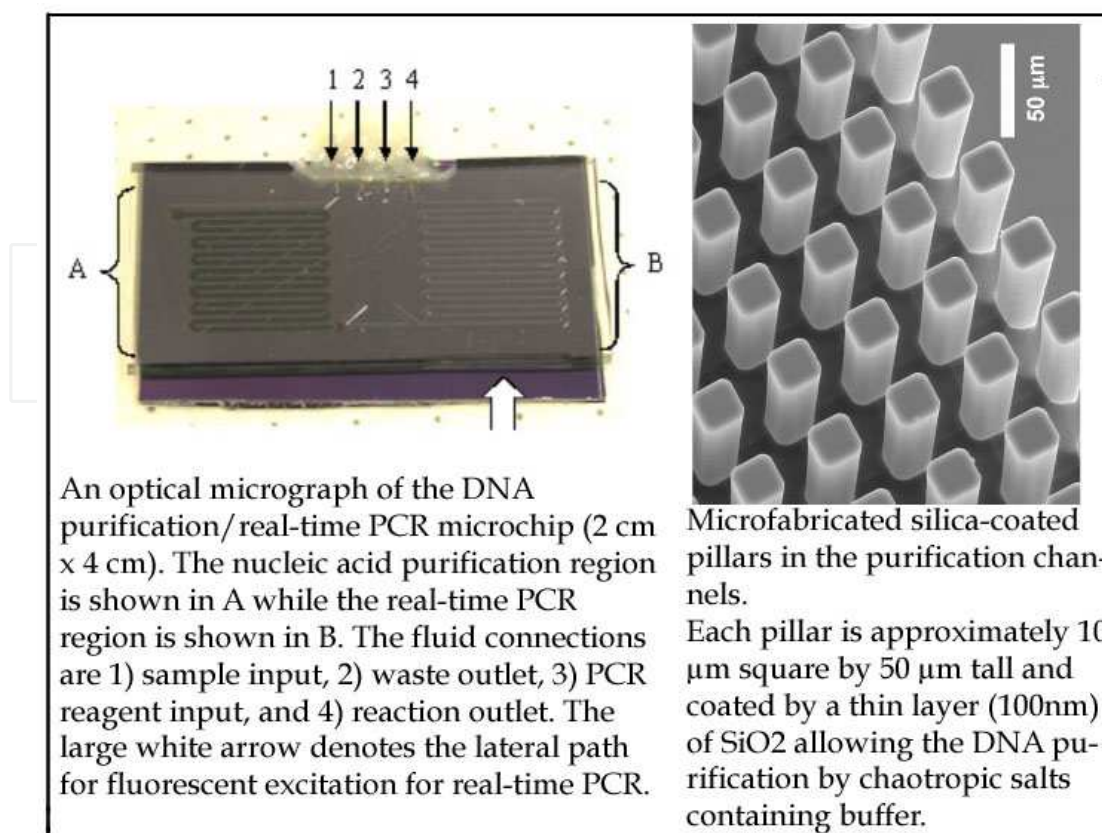 1 2 3 4
A
B
50 µm
An optical micrograph of the DNA
purification/real-time PCR microchip (2 cm
x 4 cm). The nucleic acid purification region
is shown in A while the real-time PCR
region is shown in B. The fluid connections
are 1) sample input, 2) waste outlet, 3) PCR
reagent input, and 4) reaction outlet. The
large white arrow denotes the lateral path
for fluorescent excitation for real-time PCR.
Microfabricated silica-coated
pillars in the purification chan-
nels.
Each pillar is approximately 10
µm square by 50 µm tall and
coated by a thin layer (100nm)
of SiO2 allowing the DNA pu-
rification by chaotropic salts
containing buffer.